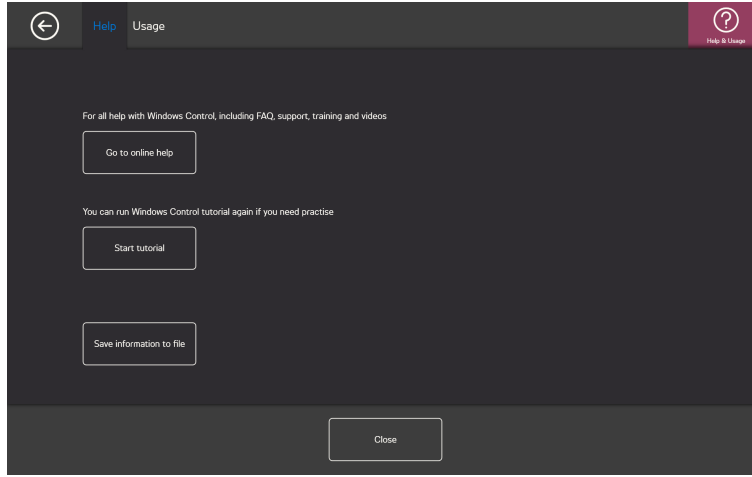 Help Usage
Help & Usage
For all help with Windows Control, including FAQ, support, training and videos
Go to online help
You can run Windows Control tutorial again if you need practise
Start tutorial
Save information to file
Close